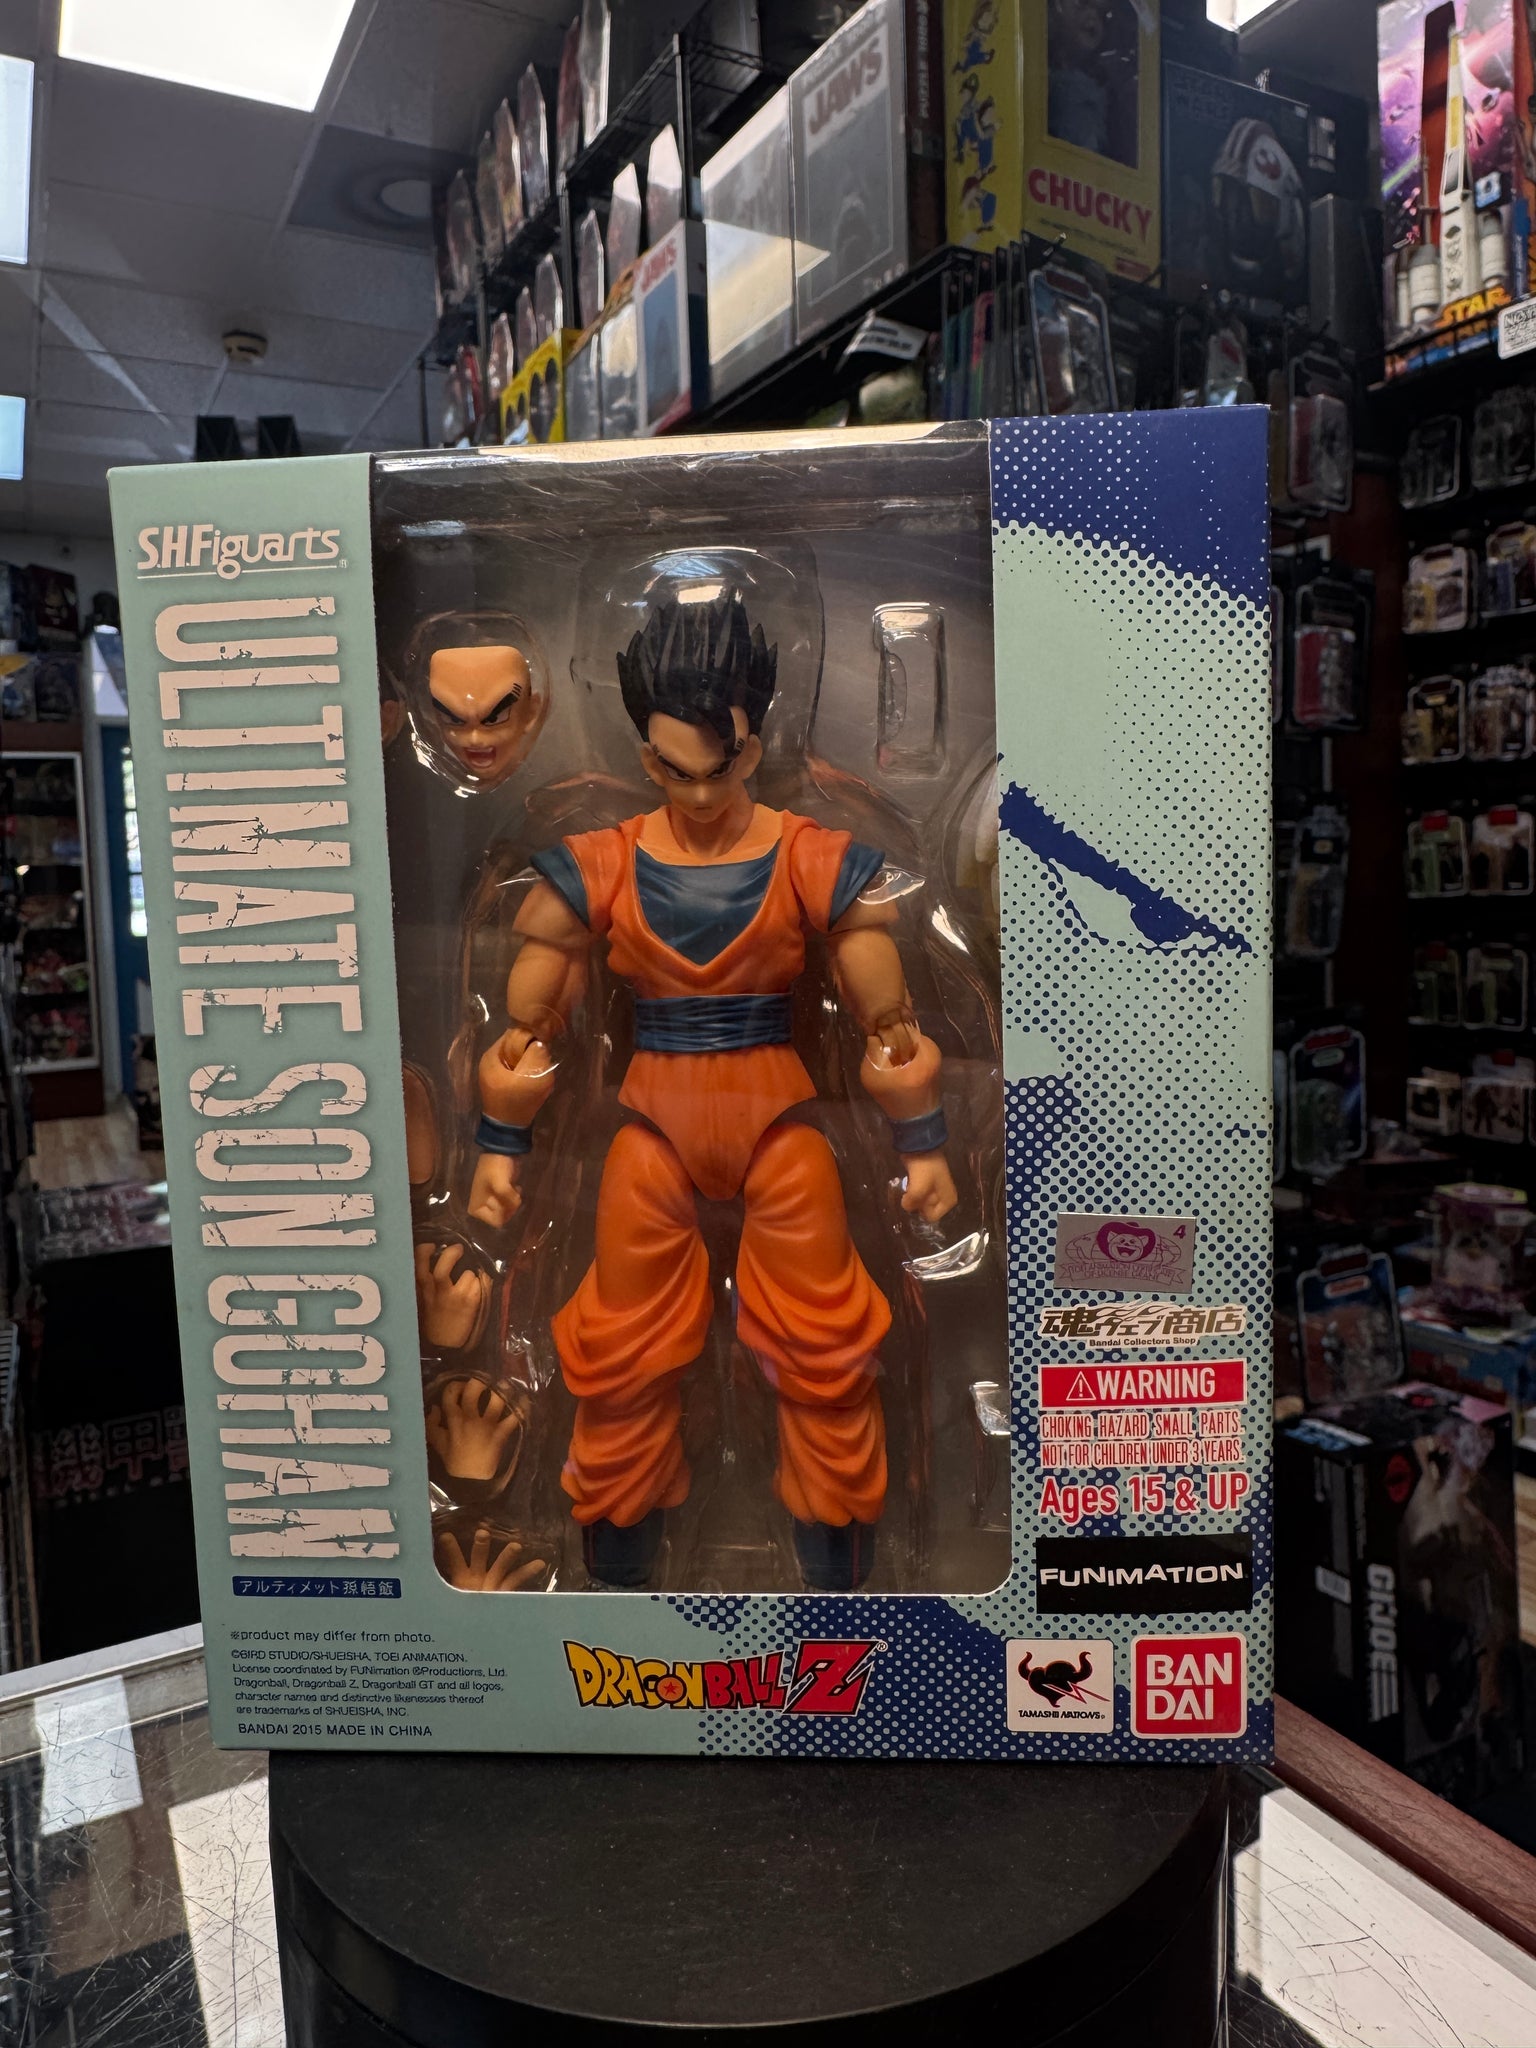 JAWS
JAWS
CHUCKY
STAR
S.H.Figuarts
ULTIMATE SON GOHAN
アルティメット孫悟飯
※product may differ from photo.
©BIRD STUDIO/SHUEISHA, TOEI ANIMATION.
License coordinated by FUNimation ®Productions, Ltd.
Dragonball, Dragonball Z, Dragonball GT and all logos,
character names and distinctive likenesses thereof
are trademarks of SHUEISHA, INC.
BANDAI 2015 MADE IN CHINA
DRAGONBALL Z®
4
魂ウェブ商店
Bandai Collectors Shop
WARNING
CHOKING HAZARD SMALL PARTS.
NOT FOR CHILDREN UNDER 3 YEARS.
Ages 15 & UP
FUNIMATION
TAMASHII NATIONS
BAN
DAI
G.I.JOE